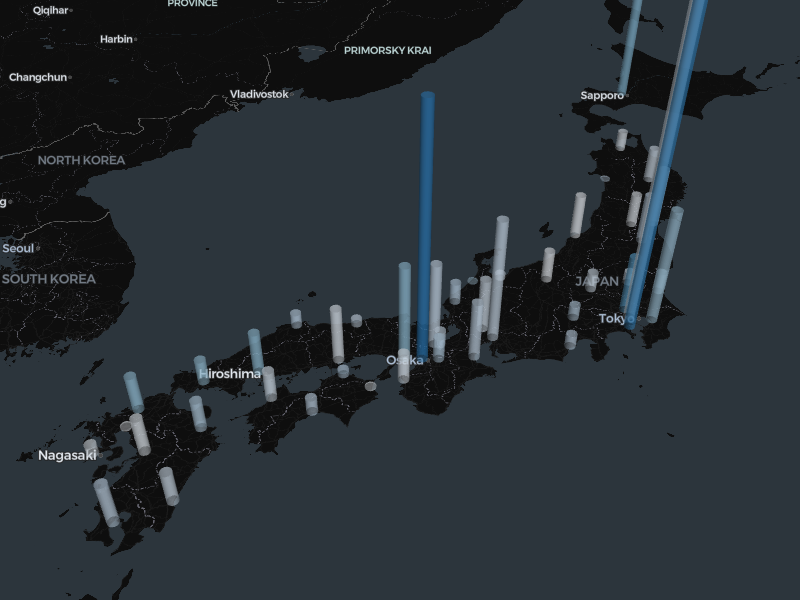 PROVINCE
Qiqihar
Harbin
PRIMORSKY KRAI
Changchun
Vladivostok
Sapporo
NORTH KOREA
g
Seoul
SOUTH KOREA
JAPAN
Tokyo
Osaka
Hiroshima
Nagasaki